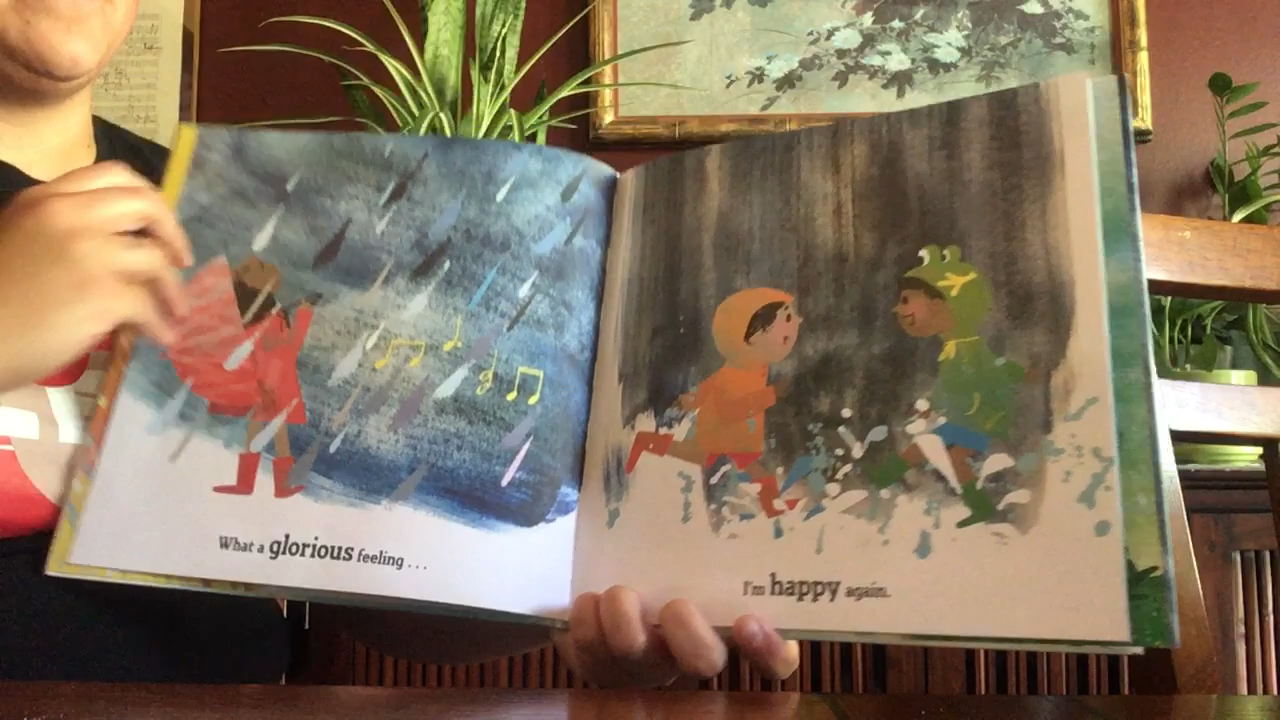 What a glorious feeling . . .
I'm happy again.